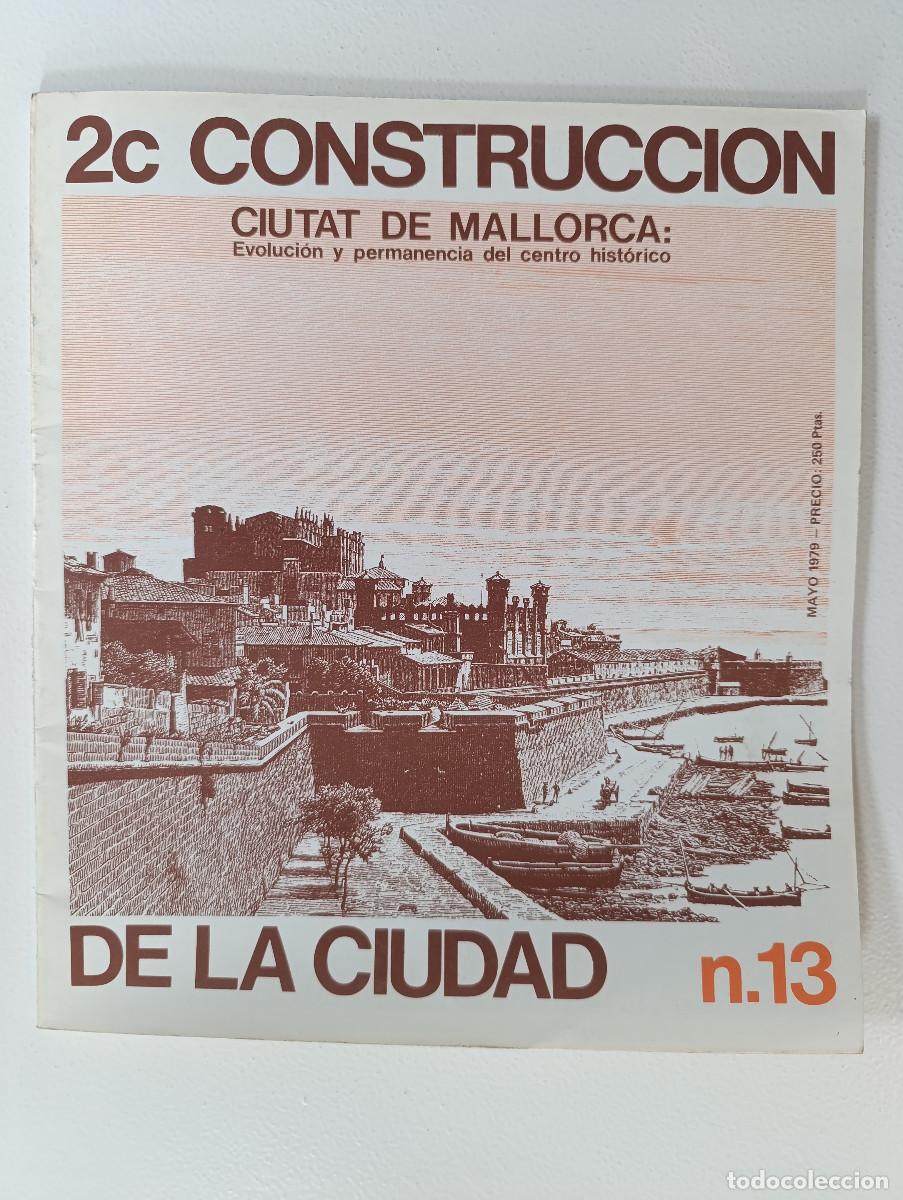 2c CONSTRUCCION
CIUTAT DE MALLORCA:
Evolución y permanencia del centro histórico
MAYO 1979 – PRECIO: 250 Ptas.
DE LA CIUDAD
n.13
todocoleccion